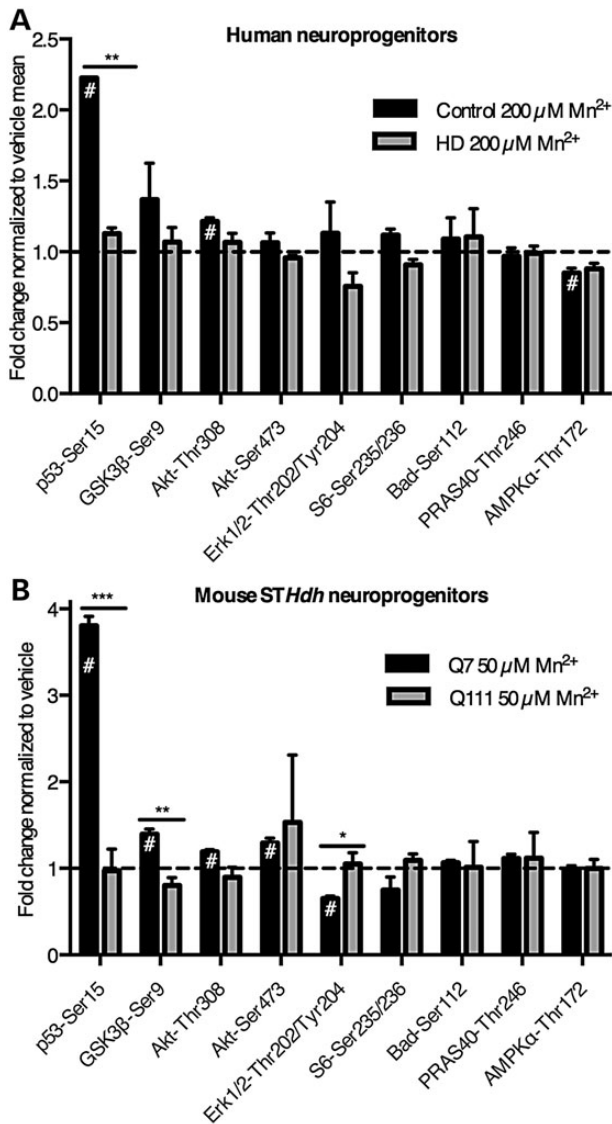 A
Human neuroprogenitors
Fold change normalized to vehicle mean
2.5
2.0
1.5
1.0
0.5
0.0
**
#
#
#
Control 200 µM Mn²⁺
HD 200 µM Mn²⁺
p53-Ser15
GSK3β-Ser9
Akt-Thr308
Akt-Ser473
Erk1/2-Thr202/Tyr204
S6-Ser235/236
Bad-Ser112
PRAS40-Thr246
AMPKα-Thr172
B
Mouse STHdh neuroprogenitors
Fold change normalized to vehicle
4
3
2
1
0
***
**
*
#
#
#
#
#
Q7 50 µM Mn²⁺
Q111 50 µM Mn²⁺
p53-Ser15
GSK3β-Ser9
Akt-Thr308
Akt-Ser473
Erk1/2-Thr202/Tyr204
S6-Ser235/236
Bad-Ser112
PRAS40-Thr246
AMPKα-Thr172